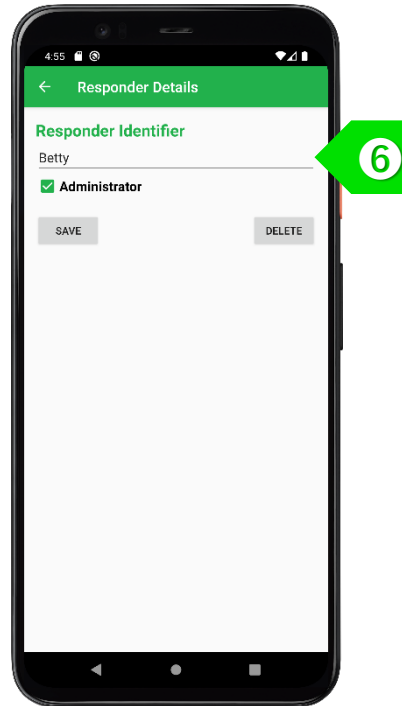 4:55
Responder Details
Responder Identifier
Betty
6
Administrator
SAVE DELETE